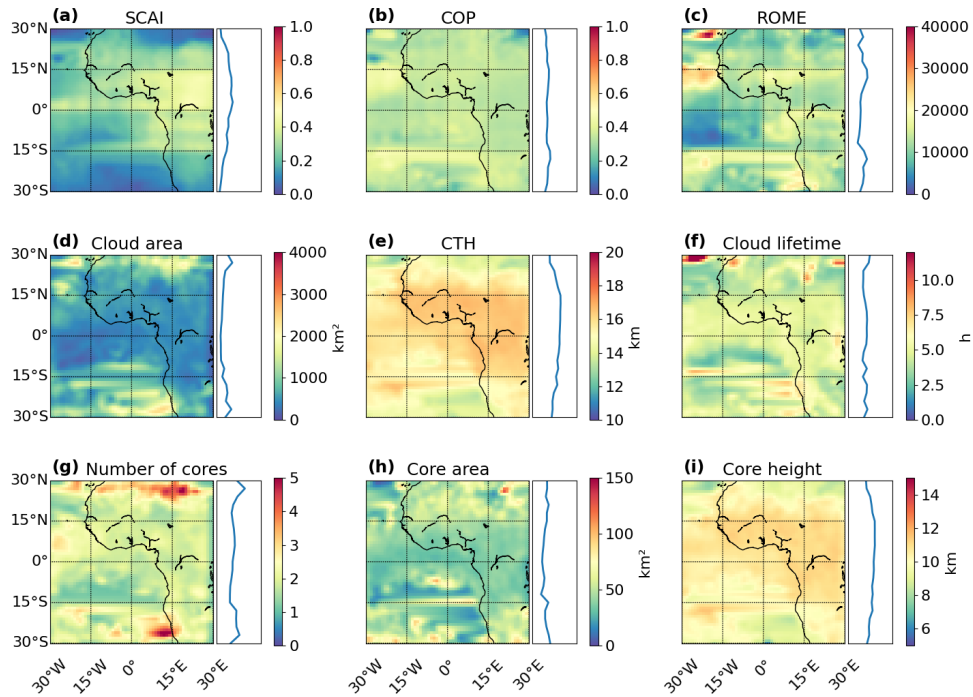 (a) SCAI
(b) COP
(c) ROME
30°N
15°N
0°
15°S
30°S
1.0
0.8
0.6
0.4
0.2
0.0
1.0
0.8
0.6
0.4
0.2
0.0
40000
30000
20000
10000
0
(d) Cloud area
(e) CTH
(f) Cloud lifetime
30°N
15°N
0°
15°S
30°S
4000
3000
2000
1000
0
km²
20
18
16
14
12
10
km
10.0
7.5
5.0
2.5
0.0
h
(g) Number of cores
(h) Core area
(i) Core height
30°N
15°N
0°
15°S
30°S
5
4
3
2
1
0
150
100
50
0
km²
14
12
10
8
6
km
30°W 15°W 0° 15°E 30°E
30°W 15°W 0° 15°E 30°E
30°W 15°W 0° 15°E 30°E